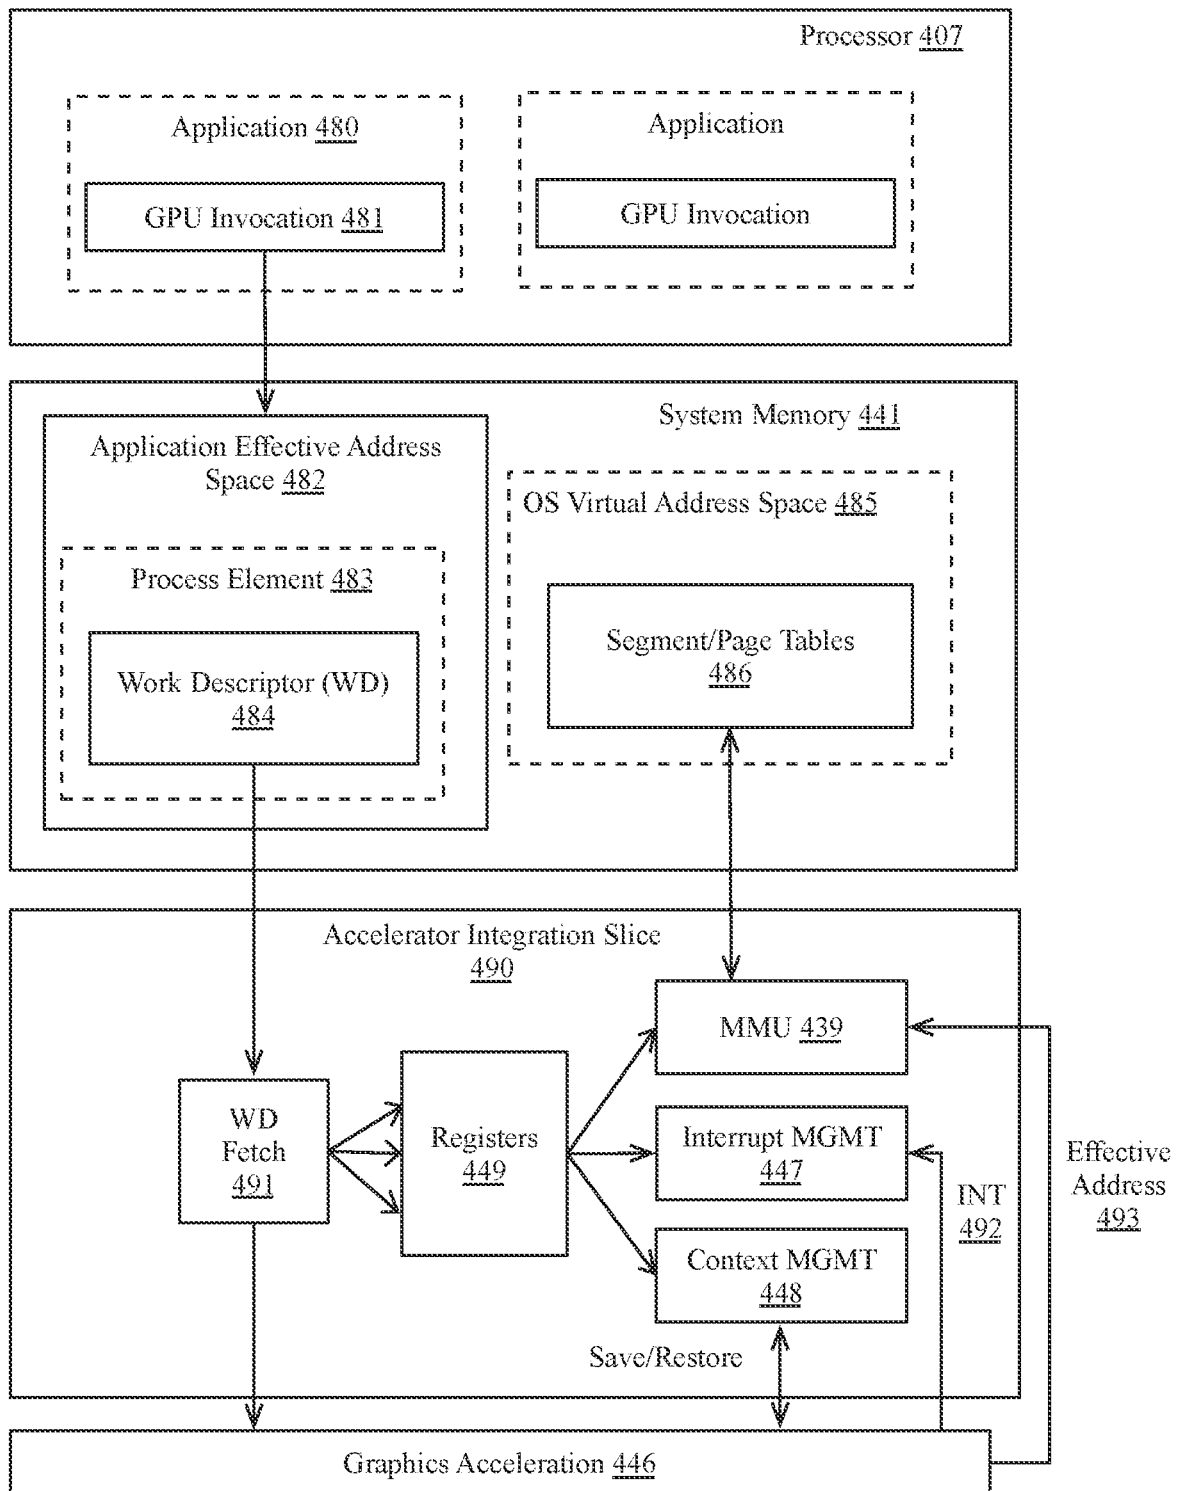 Processor 407
Application 480
Application
GPU Invocation 481
GPU Invocation
System Memory 441
Application Effective Address
Space 482
OS Virtual Address Space 485
Process Element 483
Segment/Page Tables
486
Work Descriptor (WD)
484
Accelerator Integration Slice
490
MMU 439
WD
Fetch
491
Registers
449
Interrupt MGMT
447
Effective
Address
493
INT
492
Context MGMT
448
Save/Restore
Graphics Acceleration 446